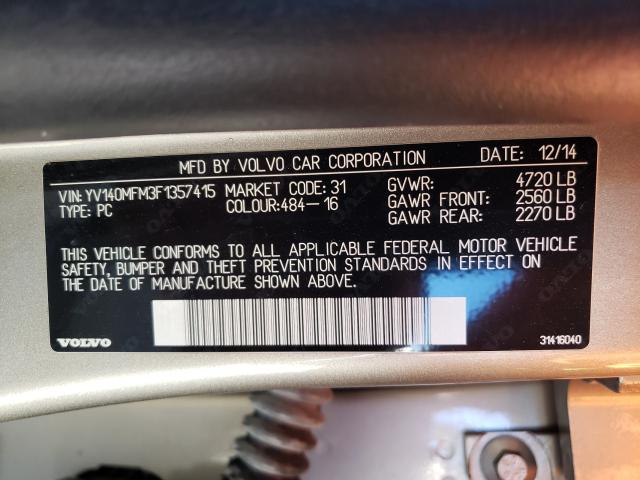 MFD BY VOLVO CAR CORPORATION DATE: 12/14
VIN: YV140MFM3F1357415 MARKET CODE: 31 GVWR: 4720 LB
TYPE: PC COLOUR:484-16 GAWR FRONT: 2560 LB
GAWR REAR: 2270 LB
THIS VEHICLE CONFORMS TO ALL APPLICABLE FEDERAL MOTOR VEHICLE
SAFETY, BUMPER AND THEFT PREVENTION STANDARDS IN EFFECT ON
THE DATE OF MANUFACTURE SHOWN ABOVE.
VOLVO 31416040